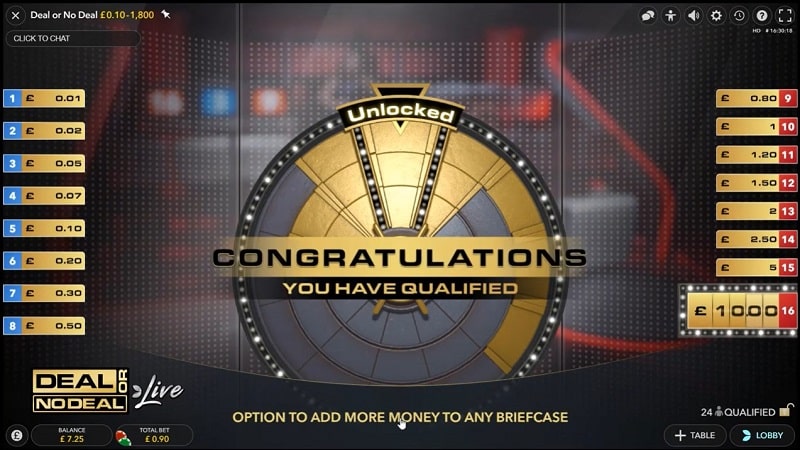 Deal or No Deal £0.10-1,800
HD # 16:30:18
CLICK TO CHAT
Unlocked
1 £ 0.01
2 £ 0.02
3 £ 0.05
4 £ 0.07
5 £ 0.10
6 £ 0.20
7 £ 0.30
8 £ 0.50
£ 0.80 9
£ 1 10
£ 1.20 11
£ 1.50 12
£ 2 13
£ 2.50 14
£ 5 15
£ 10.00 16
CONGRATULATIONS
YOU HAVE QUALIFIED
DEAL OR NO DEAL Live
OPTION TO ADD MORE MONEY TO ANY BRIEFCASE
24 QUALIFIED
£
BALANCE
£ 7.25
TOTAL BET
£ 0.90
+ TABLE
LOBBY